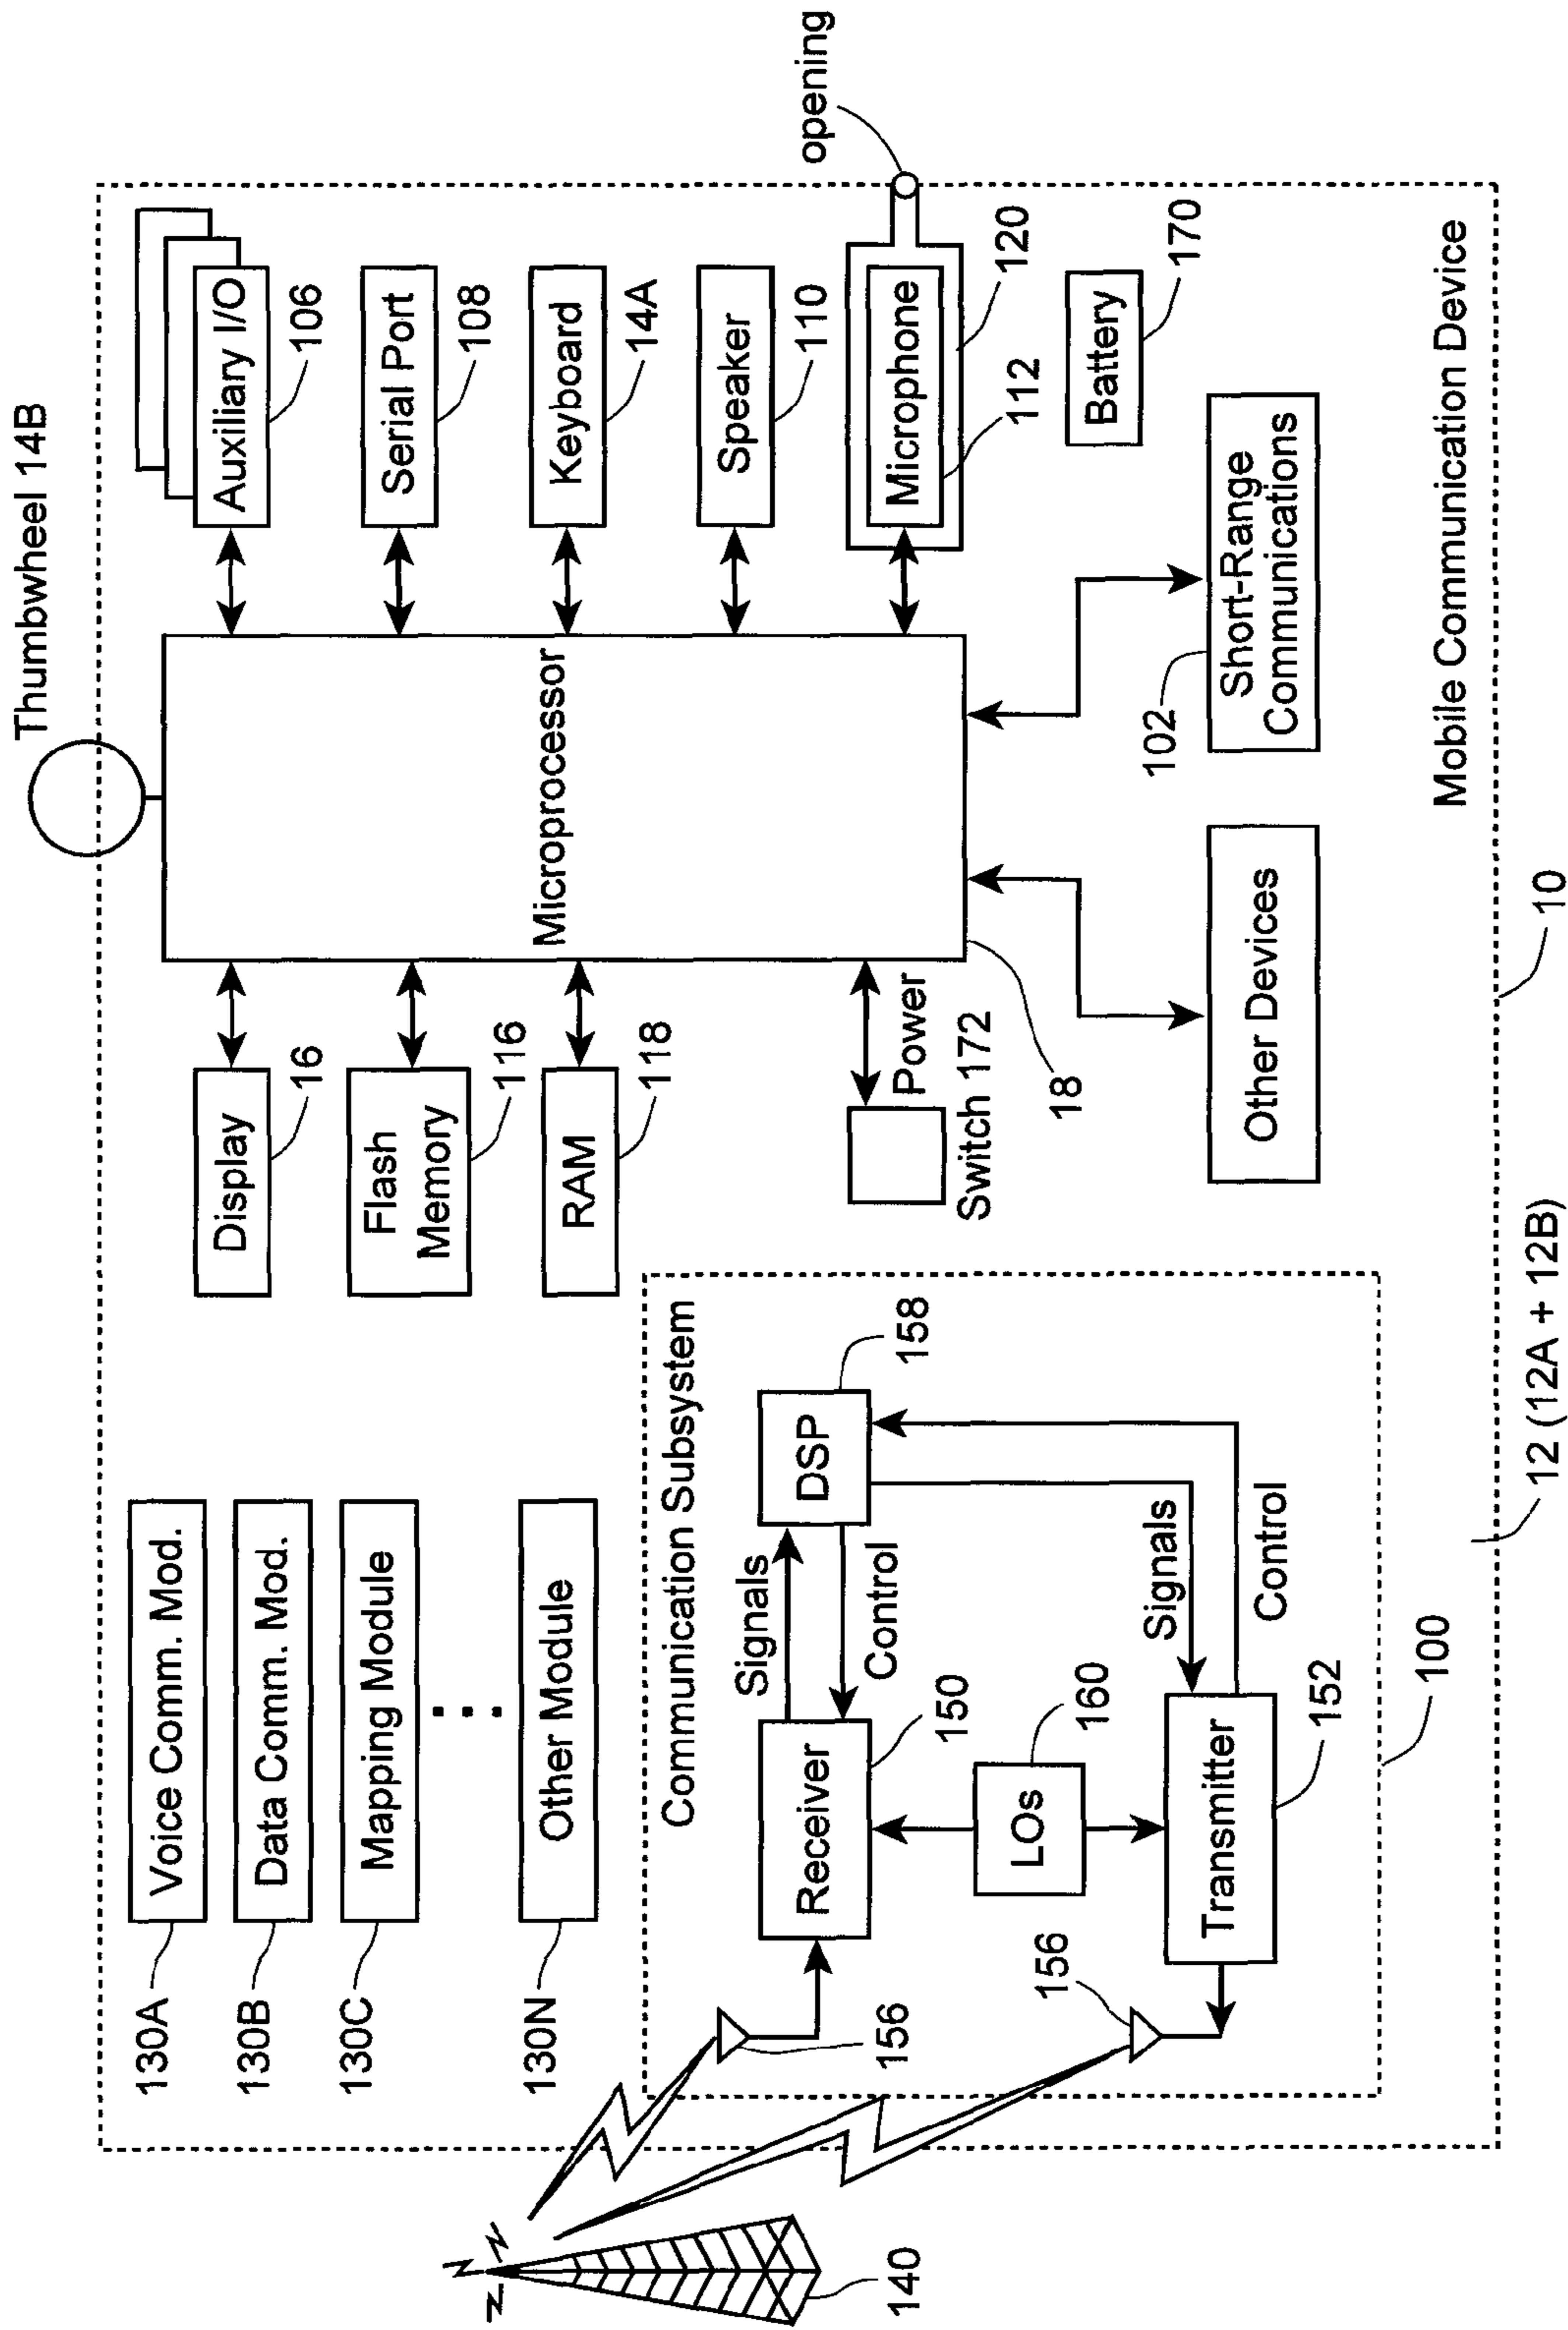 Thumbwheel 14B
Voice Comm. Mod.
130A
Data Comm. Mod.
130B
Mapping Module
130C
Other Module
130N
Display
16
Flash
Memory
116
RAM
118
Microprocessor
18
Power
Switch 172
Auxiliary I/O
106
Serial Port
108
Keyboard
14A
Speaker
110
Microphone
112
120
opening
Battery
170
Short-Range
Communications
102
Other Devices
Communication Subsystem
Receiver
150
Signals
Control
DSP
158
LOs
160
Transmitter
152
Signals
Control
156
156
140
100
Mobile Communication Device
12 (12A + 12B)
10